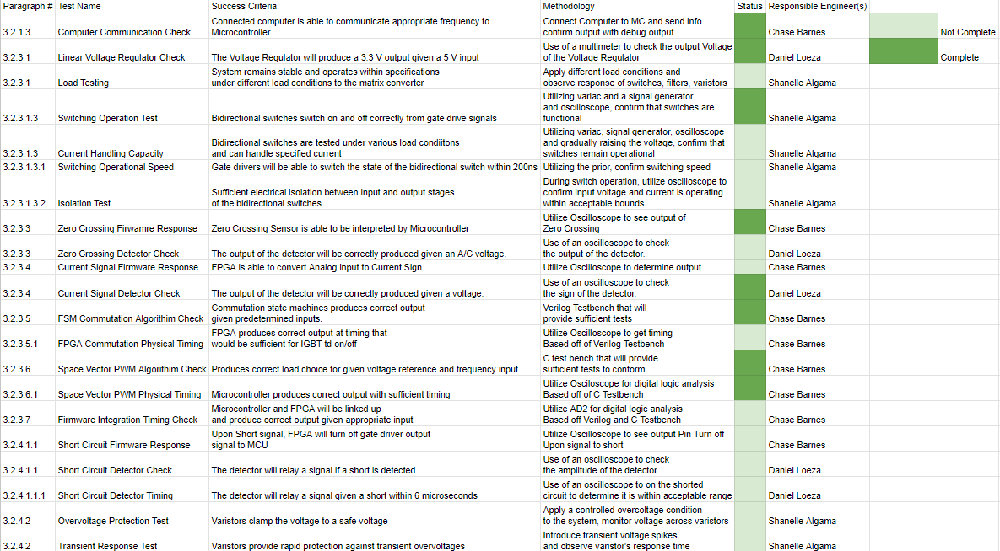 Paragraph # Test Name Success Criteria Methodology Status Responsible Engineer(s)
Connected computer is able to communicate appropriate frequency to Connect Computer to MC and send info
3.2.1.3 Computer Communication Check Microcontroller confirm output with debug output Chase Barnes Not Complete
Use of a multimeter to check the output Voltage
3.2.3.1 Linear Voltage Regulator Check The Voltage Regulator will produce a 3.3 V output given a 5 V input of the Voltage Regulator Daniel Loeza Complete
System remains stable and operates within specifications Apply different load conditions and
3.2.3.1 Load Testing under different load conditions to the matrix converter observe response of switches, filters, varistors Shanelle Algama
Utilizing variac and a signal generator
and oscilloscope, confirm that switches are
3.2.3.1.3 Switching Operation Test Bidirectional switches switch on and off correctly from gate drive signals functional Shanelle Algama
Utilizing variac, signal generator, oscilloscope
Bidirectional switches are tested under various load condiitons and gradually raising the voltage, confirm that
3.2.3.1.3 Current Handling Capacity and can handle specified current switches remain operational Shanelle Algama
3.2.3.1.3.1 Switching Operational Speed Gate drivers will be able to switch the state of the bidirectional switch within 200ns Utilizing the prior, confirm switching speed Shanelle Algama
During switch operation, utilize oscilloscope to
Sufficient electrical isolation between input and output stages confirm input voltage and current is operating
3.2.3.1.3.2 Isolation Test of the bidirectional switches within acceptable bounds Shanelle Algama
Utilize Oscilloscope to see output of
3.2.3.3 Zero Crossing Firwamre Response Zero Crossing Sensor is able to be interpreted by Microcontroller Zero Crossing Chase Barnes
Use of an oscilloscope to check
3.2.3.3 Zero Crossing Detector Check The output of the detector will be correctly produced given an A/C voltage. the output of the detector. Daniel Loeza
3.2.3.4 Current Signal Firmware Response FPGA is able to convert Analog input to Current Sign Utilize Oscilloscope to determine output Chase Barnes
Use of an oscilloscope to check
3.2.3.4 Current Signal Detector Check The output of the detector will be correctly produced given a voltage. the sign of the detector. Daniel Loeza
Commutation state machines produces correct output Verilog Testbench that will
3.2.3.5 FSM Commutation Algorithim Check given predetermined inputs. provide sufficient tests Chase Barnes
FPGA produces correct output at timing that Utilize Oscilloscope to get timing
3.2.3.5.1 FPGA Commutation Physical Timing would be sufficient for IGBT td on/off Based off of Verilog Testbench Chase Barnes
C test bench that will provide
3.2.3.6 Space Vector PWM Algorithim Check Produces correct load choice for given voltage reference and frequency input sufficient tests to conform Chase Barnes
Utilize Osciloscope for digital logic analysis
3.2.3.6.1 Space Vector PWM Physical Timing Microcontroller produces correct output with sufficient timing Based off of C Testbench Chase Barnes
Microcontroller and FPGA will be linked up Utilize AD2 for digital logic analysis
3.2.3.7 Firmware Integration Timing Check and produce correct output given appropriate input Based off Verilog and C Testbench Chase Barnes
Upon Short signal, FPGA will turn off gate driver output Utilize Oscilloscope to see output Pin Turn off
3.2.4.1.1 Short Circuit Firmware Response signal to MCU Upon signal to short Chase Barnes
Use of an oscilloscope to check
3.2.4.1.1 Short Circuit Detector Check The detector will relay a signal if a short is detected the amplitude of the detector. Daniel Loeza
Use of an oscilloscope to on the shorted
3.2.4.1.1.1 Short Circuit Detector Timing The detector will relay a signal given a short within 6 microseconds circuit to determine it is within acceptable range Daniel Loeza
Apply a controlled overcoltage condition
3.2.4.2 Overvoltage Protection Test Varistors clamp the voltage to a safe voltage to the system, monitor voltage across varistors Shanelle Algama
Introduce transient voltage spikes
3.2.4.2 Transient Response Test Varistors provide rapid protection against transient overvoltages and observe varistor's response time Shanelle Algama